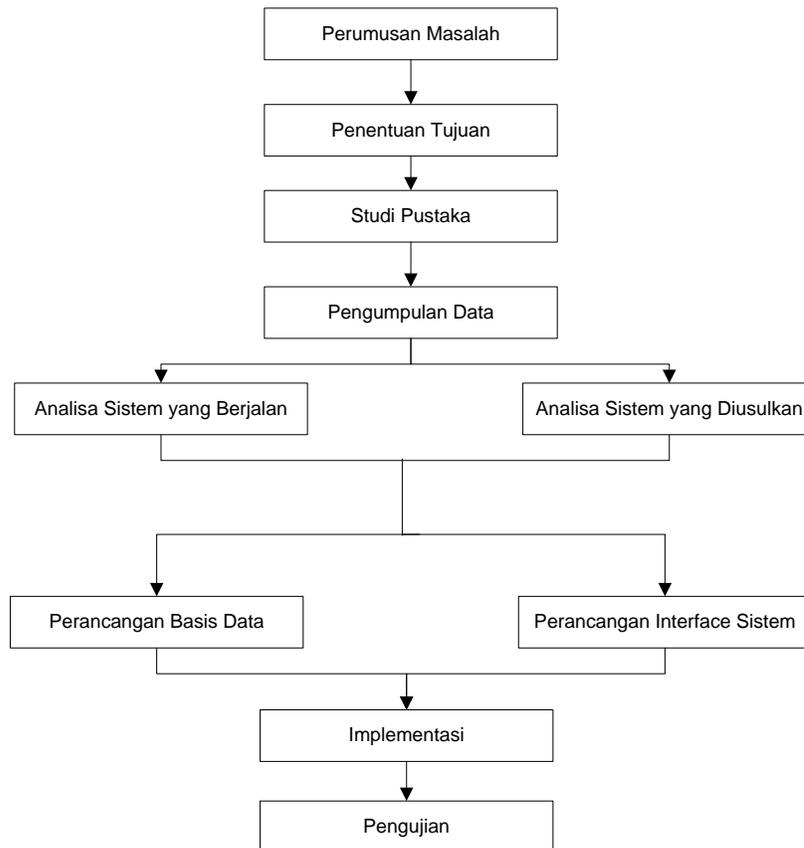 Perumusan Masalah
Penentuan Tujuan
Studi Pustaka
Pengumpulan Data
Analisa Sistem yang Berjalan
Analisa Sistem yang Diusulkan
Perancangan Basis Data
Perancangan Interface Sistem
Implementasi
Pengujian